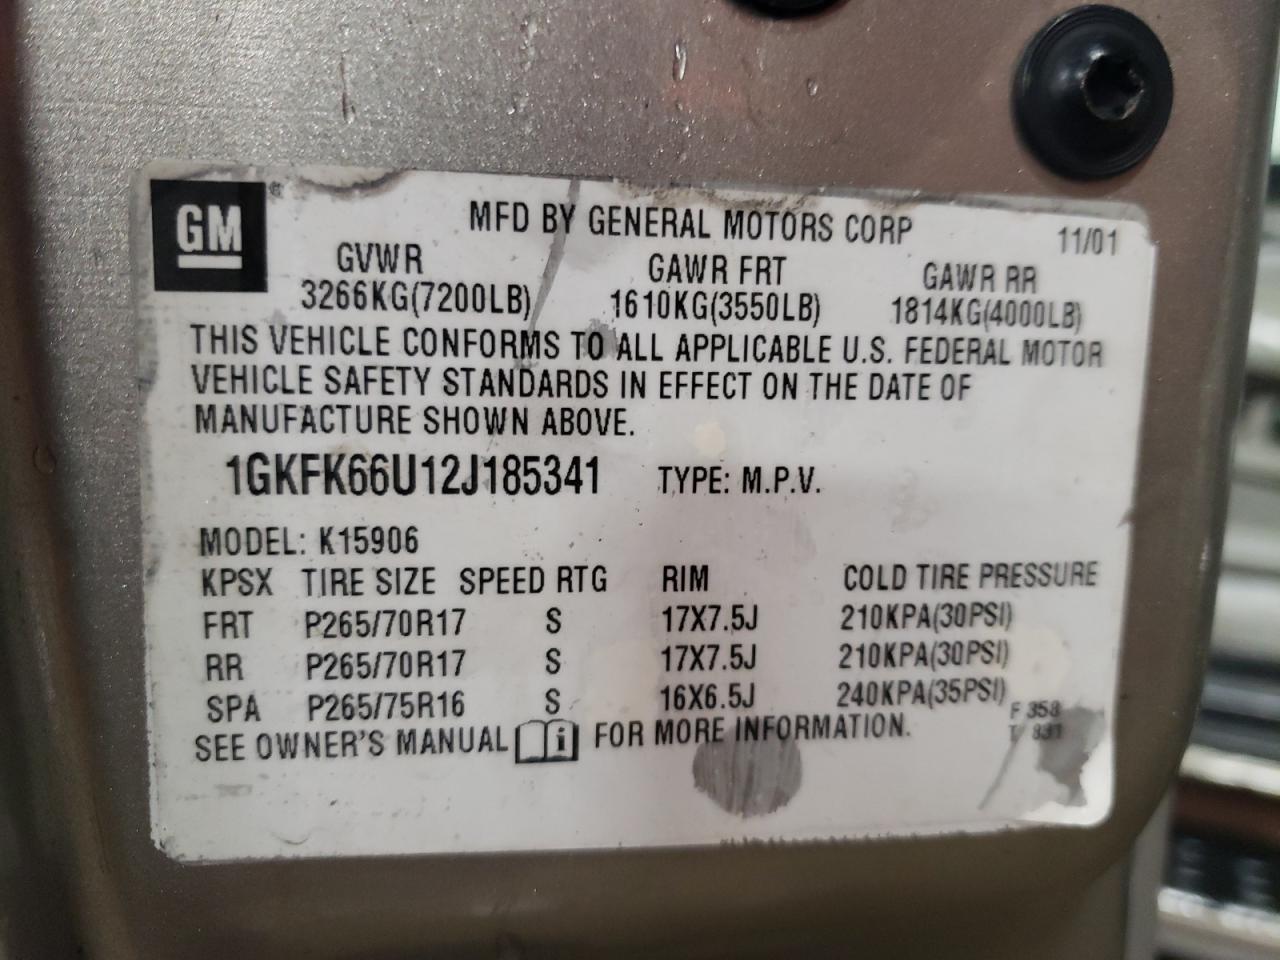 GM®
MFD BY GENERAL MOTORS CORP 11/01
GVWR GAWR FRT GAWR RR
3266KG(7200LB) 1610KG(3550LB) 1814KG(4000LB)
THIS VEHICLE CONFORMS TO ALL APPLICABLE U.S. FEDERAL MOTOR
VEHICLE SAFETY STANDARDS IN EFFECT ON THE DATE OF
MANUFACTURE SHOWN ABOVE.
1GKFK66U12J185341 TYPE: M.P.V.
MODEL: K15906
KPSX TIRE SIZE SPEED RTG RIM COLD TIRE PRESSURE
FRT P265/70R17 S 17X7.5J 210KPA(30PSI)
RR P265/70R17 S 17X7.5J 210KPA(30PSI)
SPA P265/75R16 S 16X6.5J 240KPA(35PSI)
F 358
T 831
SEE OWNER'S MANUAL i FOR MORE INFORMATION.